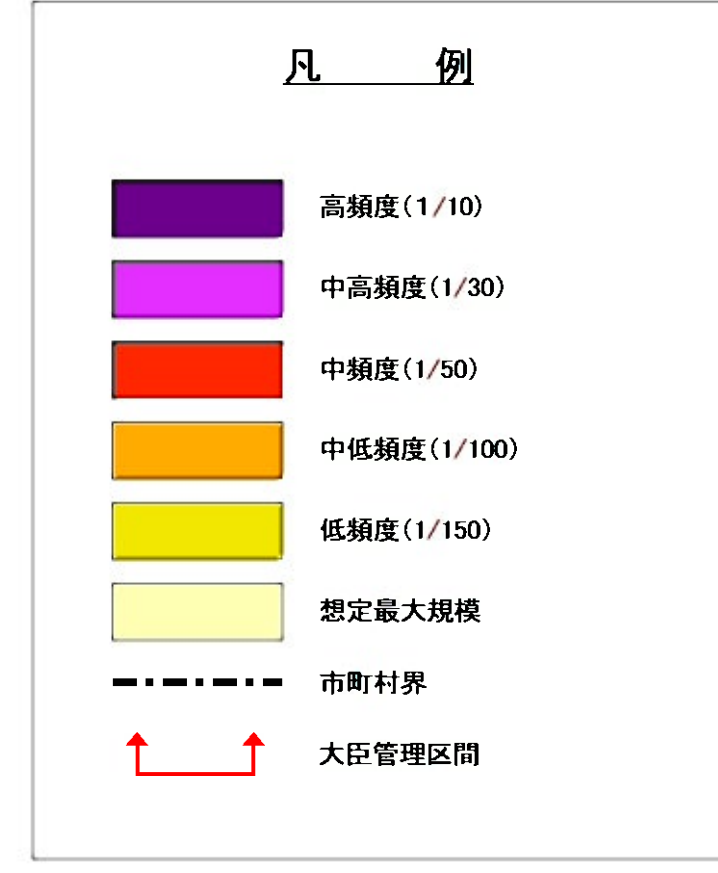 凡 例
高頻度(1/10)
中高頻度(1/30)
中頻度(1/50)
中低頻度(1/100)
低頻度(1/150)
想定最大規模
市町村界
大臣管理区間